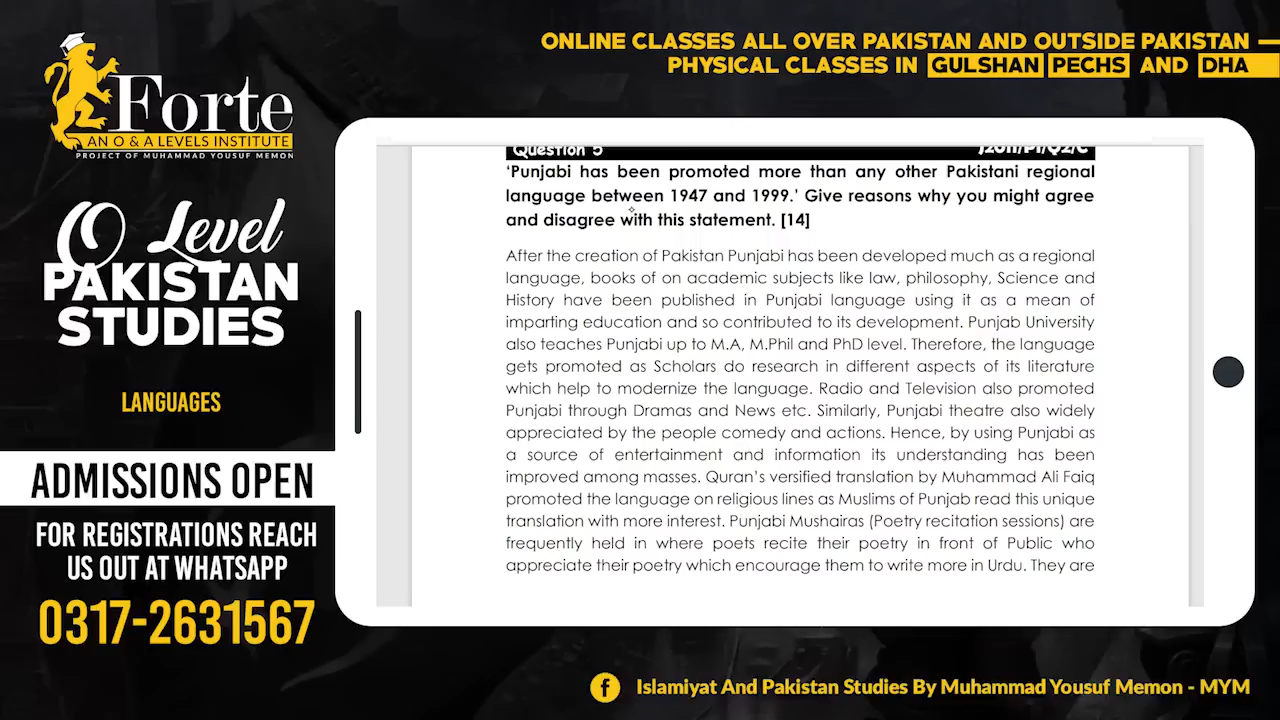 ONLINE CLASSES ALL OVER PAKISTAN AND OUTSIDE PAKISTAN
PHYSICAL CLASSES IN GULSHAN PECHS AND DHA
Forte
AN O & A LEVELS INSTITUTE
PROJECT OF MUHAMMAD YOUSUF MEMON
O Level
PAKISTAN
STUDIES
LANGUAGES
ADMISSIONS OPEN
FOR REGISTRATIONS REACH
US OUT AT WHATSAPP
0317-2631567
Question 5 J2011/P1/Q2/C
‘Punjabi has been promoted more than any other Pakistani regional
language between 1947 and 1999.’ Give reasons why you might agree
and disagree with this statement. [14]
After the creation of Pakistan Punjabi has been developed much as a regional
language, books of on academic subjects like law, philosophy, Science and
History have been published in Punjabi language using it as a mean of
imparting education and so contributed to its development. Punjab University
also teaches Punjabi up to M.A, M.Phil and PhD level. Therefore, the language
gets promoted as Scholars do research in different aspects of its literature
which help to modernize the language. Radio and Television also promoted
Punjabi through Dramas and News etc. Similarly, Punjabi theatre also widely
appreciated by the people comedy and actions. Hence, by using Punjabi as
a source of entertainment and information its understanding has been
improved among masses. Quran’s versified translation by Muhammad Ali Faiq
promoted the language on religious lines as Muslims of Punjab read this unique
translation with more interest. Punjabi Mushairas (Poetry recitation sessions) are
frequently held in where poets recite their poetry in front of Public who
appreciate their poetry which encourage them to write more in Urdu. They are
Islamiyat And Pakistan Studies By Muhammad Yousuf Memon - MYM